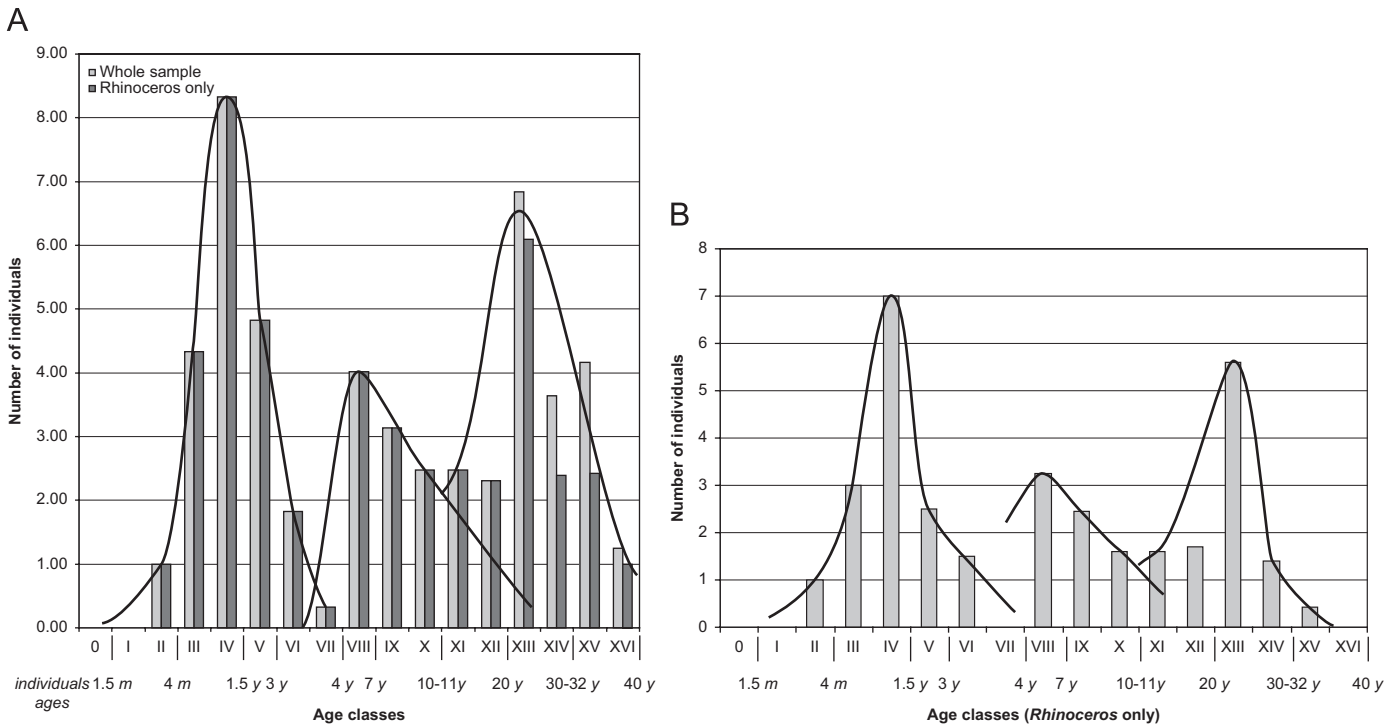 A
9.00
Whole sample
Rhinoceros only
8.00
7.00
6.00
5.00
4.00
3.00
2.00
1.00
0.00
Number of individuals
0 I II III IV V VI VII VIII IX X XI XII XIII XIV XV XVI
individuals 1.5 m 4 m 1.5 y 3 y 4 y 7 y 10-11y 20 y 30-32 y 40 y
ages
Age classes
B
8
7
6
5
4
3
2
1
0
Number of individuals
0 I II III IV V VI VII VIII IX X XI XII XIII XIV XV XVI
1.5 m 4 m 1.5 y 3 y 4 y 7 y 10-11y 20 y 30-32 y 40 y
Age classes (Rhinoceros only)